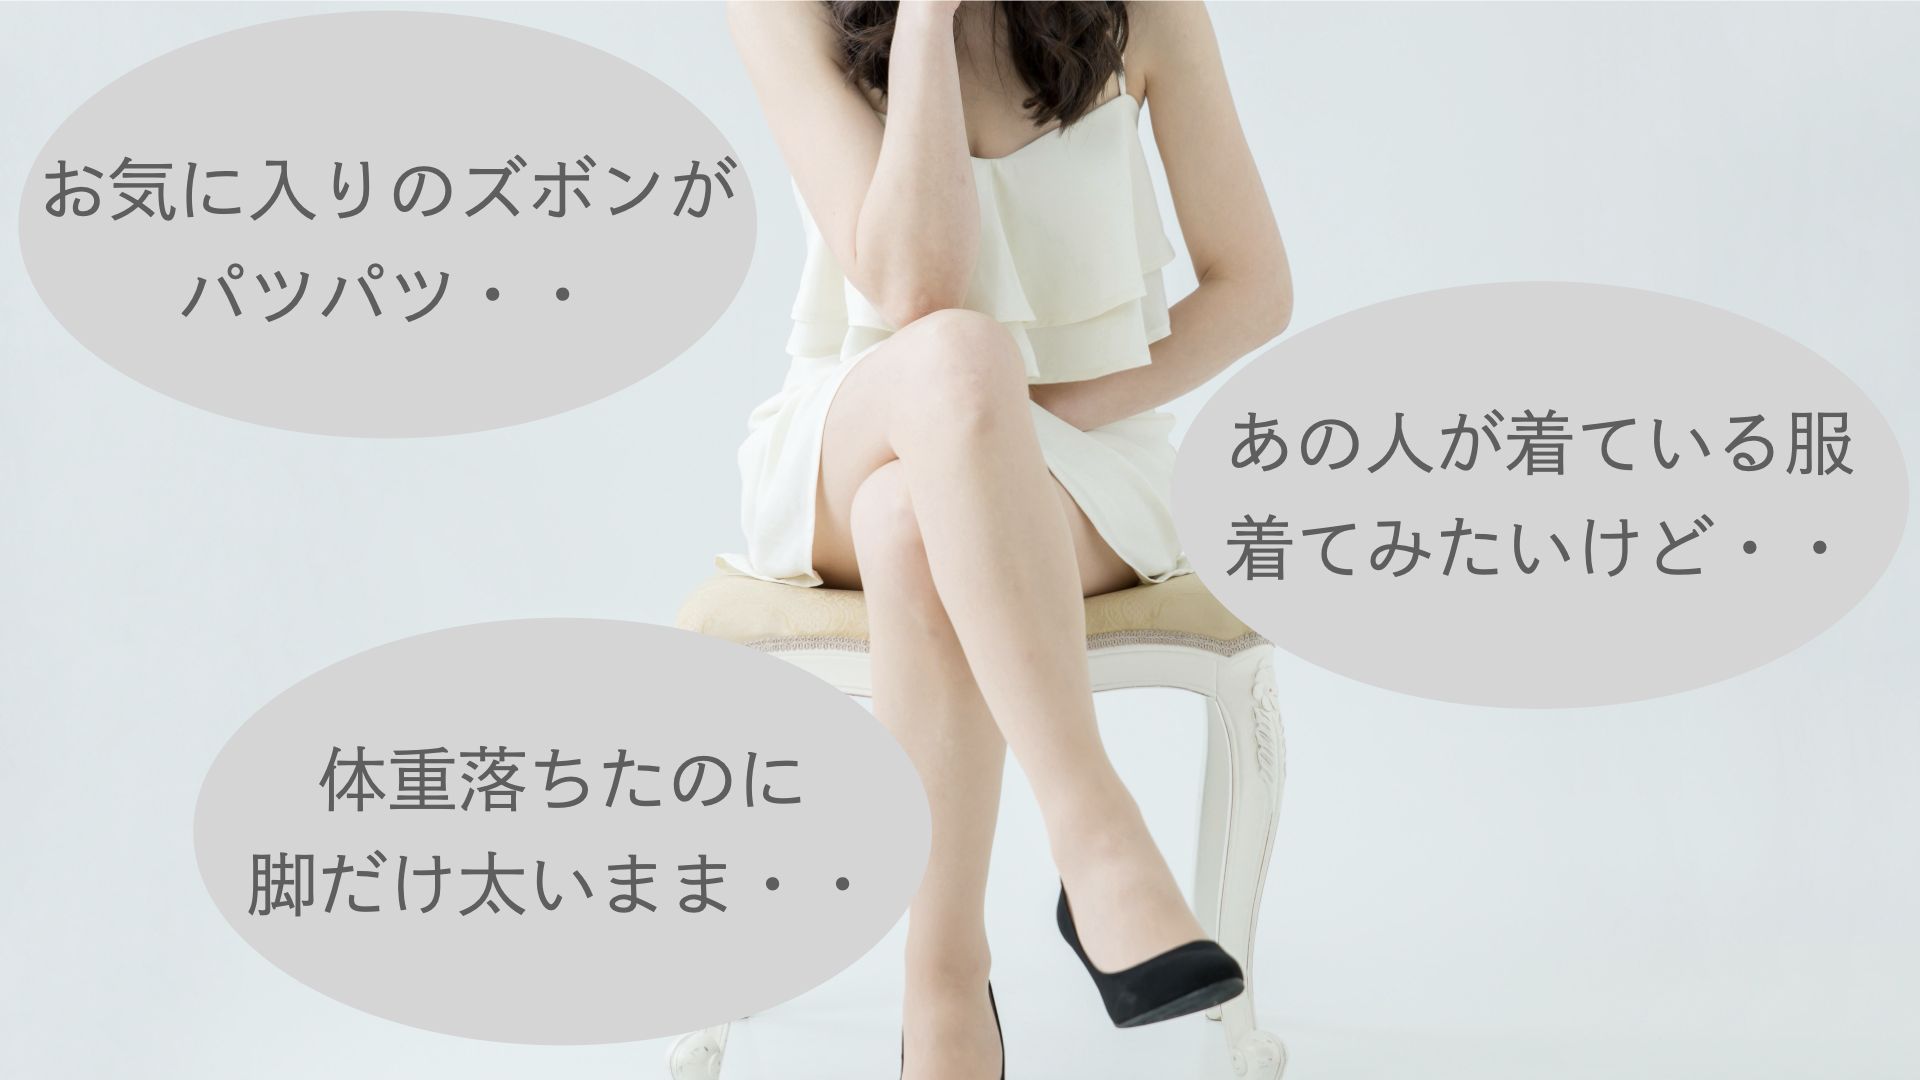 お気に入りのズボンが
パツパツ・・
あの人が着ている服
着てみたいけど・・
体重落ちたのに
脚だけ太いまま・・